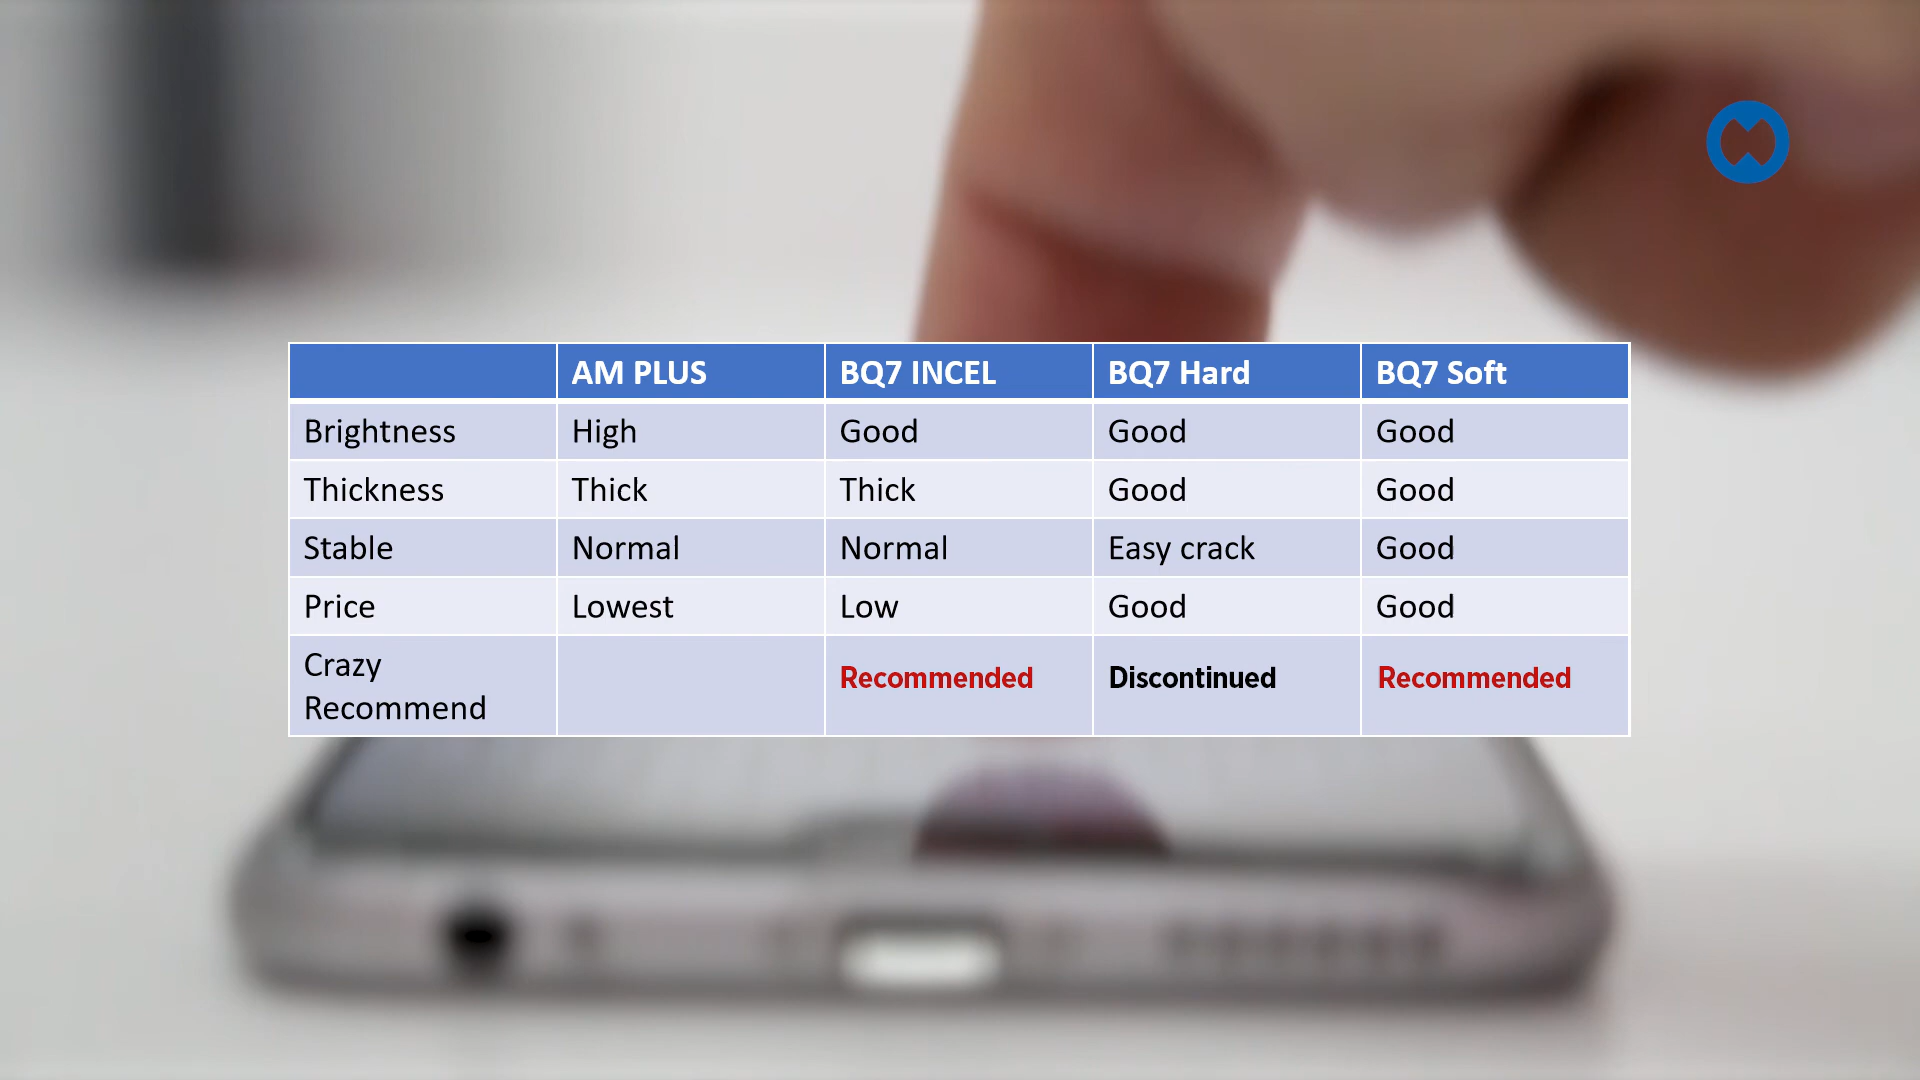 AM PLUS BQ7 INCEL BQ7 Hard BQ7 Soft
Brightness High Good Good Good
Thickness Thick Thick Good Good
Stable Normal Normal Easy crack Good
Price Lowest Low Good Good
Crazy
Recommend Recommended Discontinued Recommended